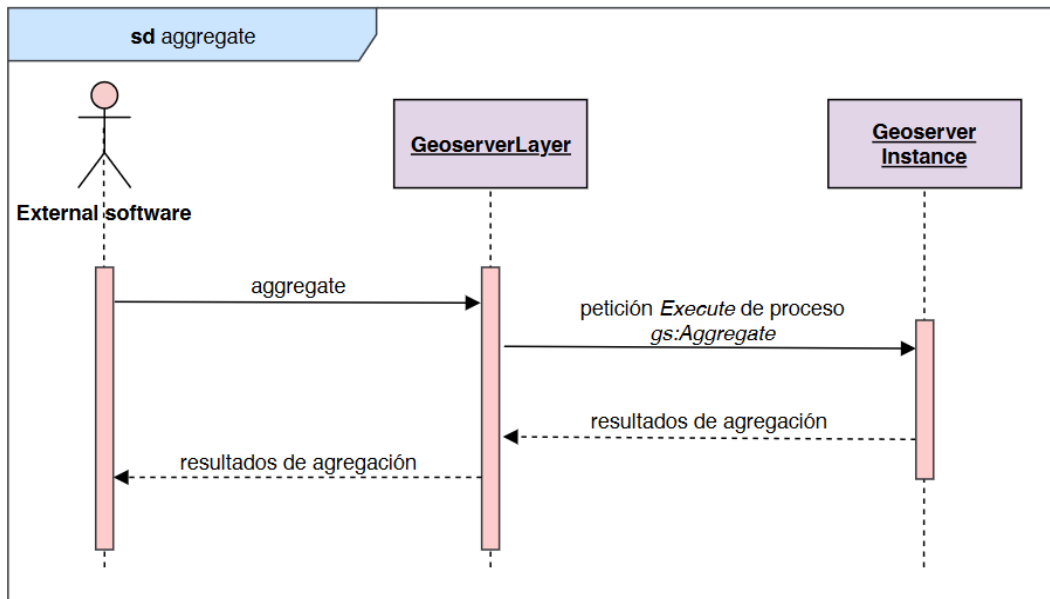 sd aggregate
External software
GeoserverLayer
Geoserver
Instance
aggregate
petición Execute de proceso
gs:Aggregate
resultados de agregación
resultados de agregación